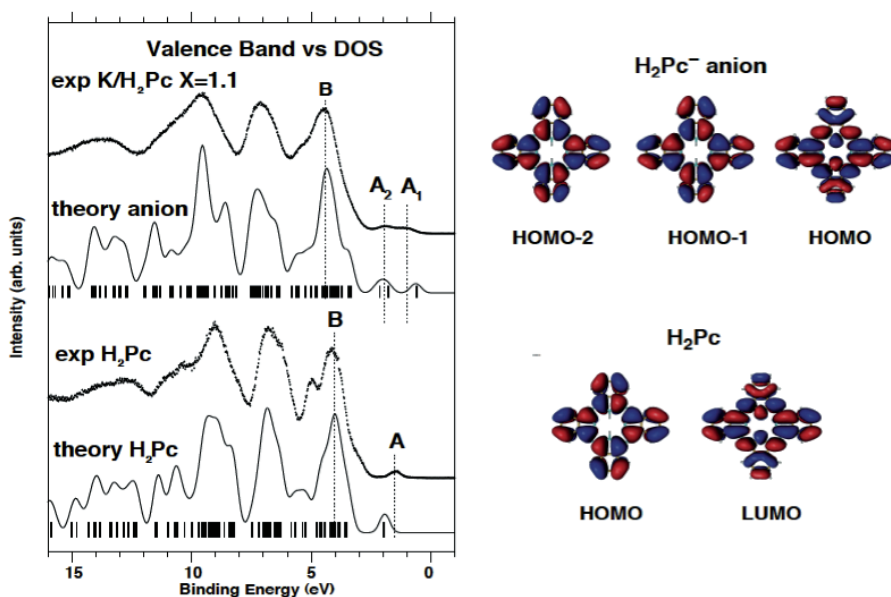 Valence Band vs DOS
exp K/H₂Pc X=1.1
B
A₂
A₁
theory anion
exp H₂Pc
B
theory H₂Pc
A
Intensity (arb. units)
15
10
5
0
Binding Energy (eV)
H₂Pc⁻ anion
HOMO-2
HOMO-1
HOMO
H₂Pc
HOMO
LUMO